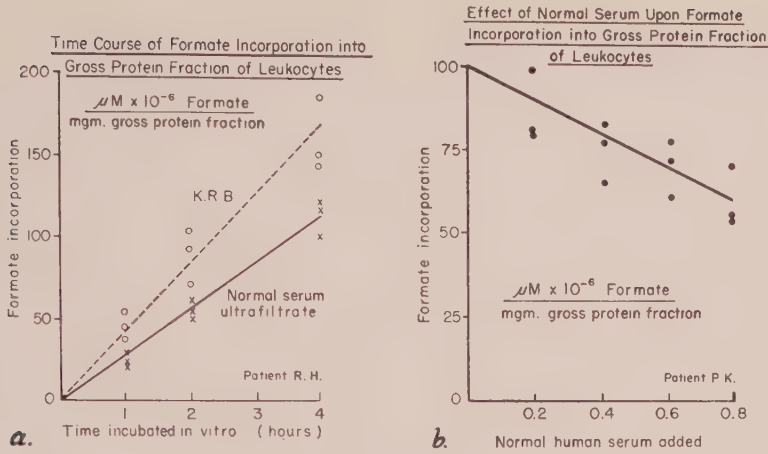 Time Course of Formate Incorporation into
Gross Protein Fraction of Leukocytes
200
150
100
50
0
Formate incorporation
μM x 10⁻⁶ Formate
mgm. gross protein fraction
K.R B
Normal serum
ultrafiltrate
Patient R. H.
1 2 3 4
a. Time incubated in vitro (hours)
Effect of Normal Serum Upon Formate
Incorporation into Gross Protein Fraction
of Leukocytes
100
75
50
25
0
Formate incorporation
μM x 10⁻⁶ Formate
mgm. gross protein fraction
Patient P K.
0.2 0.4 0.6 0.8
b. Normal human serum added